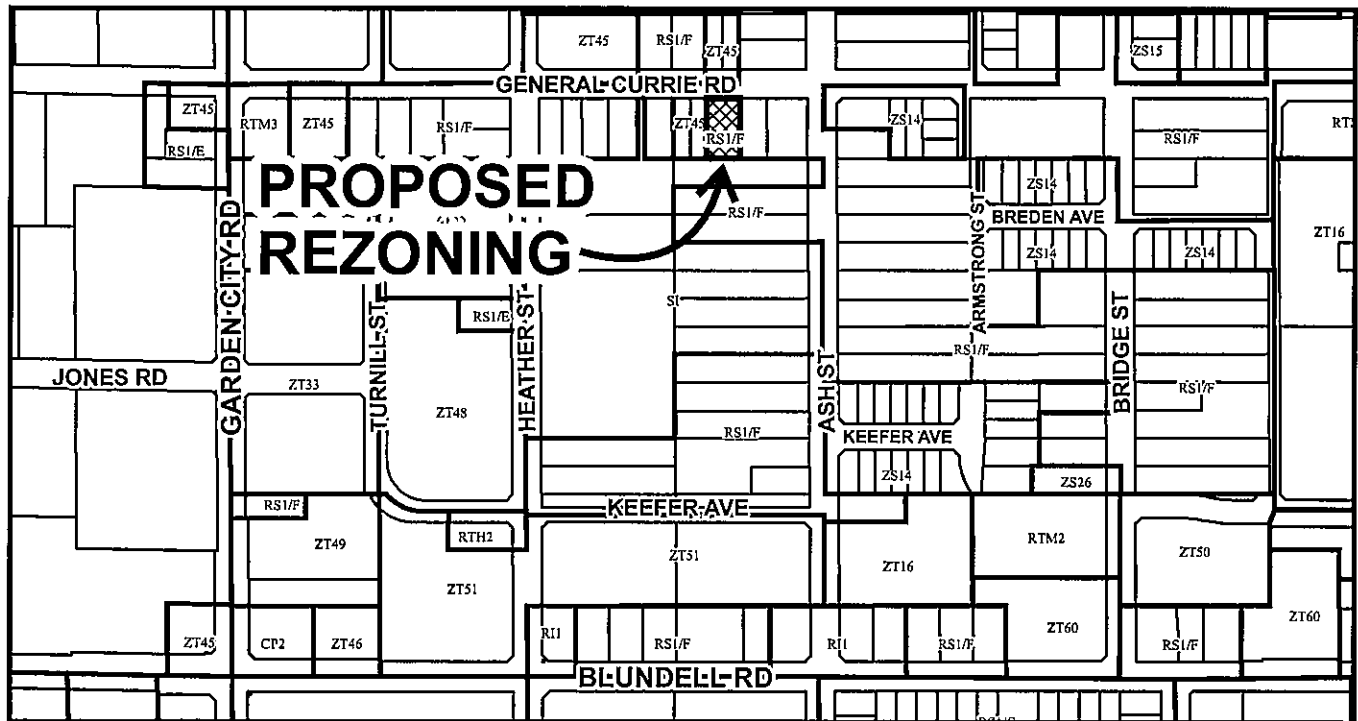 ZT45
RS1/F
ZT45
ZS15
GENERAL CURRIE RD
ZT45
RTM3
ZT45
RS1/F
ZT45
RS1/F
ZS14
RS1/F
RS1/E
PROPOSED
REZONING
ZS14
RS1/F
BREDEN AVE
ZS14
ZS14
ZT16
GARDEN CITY RD
TURNILL ST
HEATHER ST
ASH ST
ARMSTRONG ST
BRIDGE ST
RS1/E
SI
JONES RD
ZT33
ZT48
RS1/F
RS1/F
RS1/F
KEEFER AVE
ZS14
ZS26
RS1/F
KEEFER AVE
ZT49
RTH2
ZT51
ZT51
ZT16
RTM2
ZT50
ZT45
CP2
ZT46
RI1
RS1/F
RI1
RS1/F
ZT60
RS1/F
ZT60
BLUNDELL RD